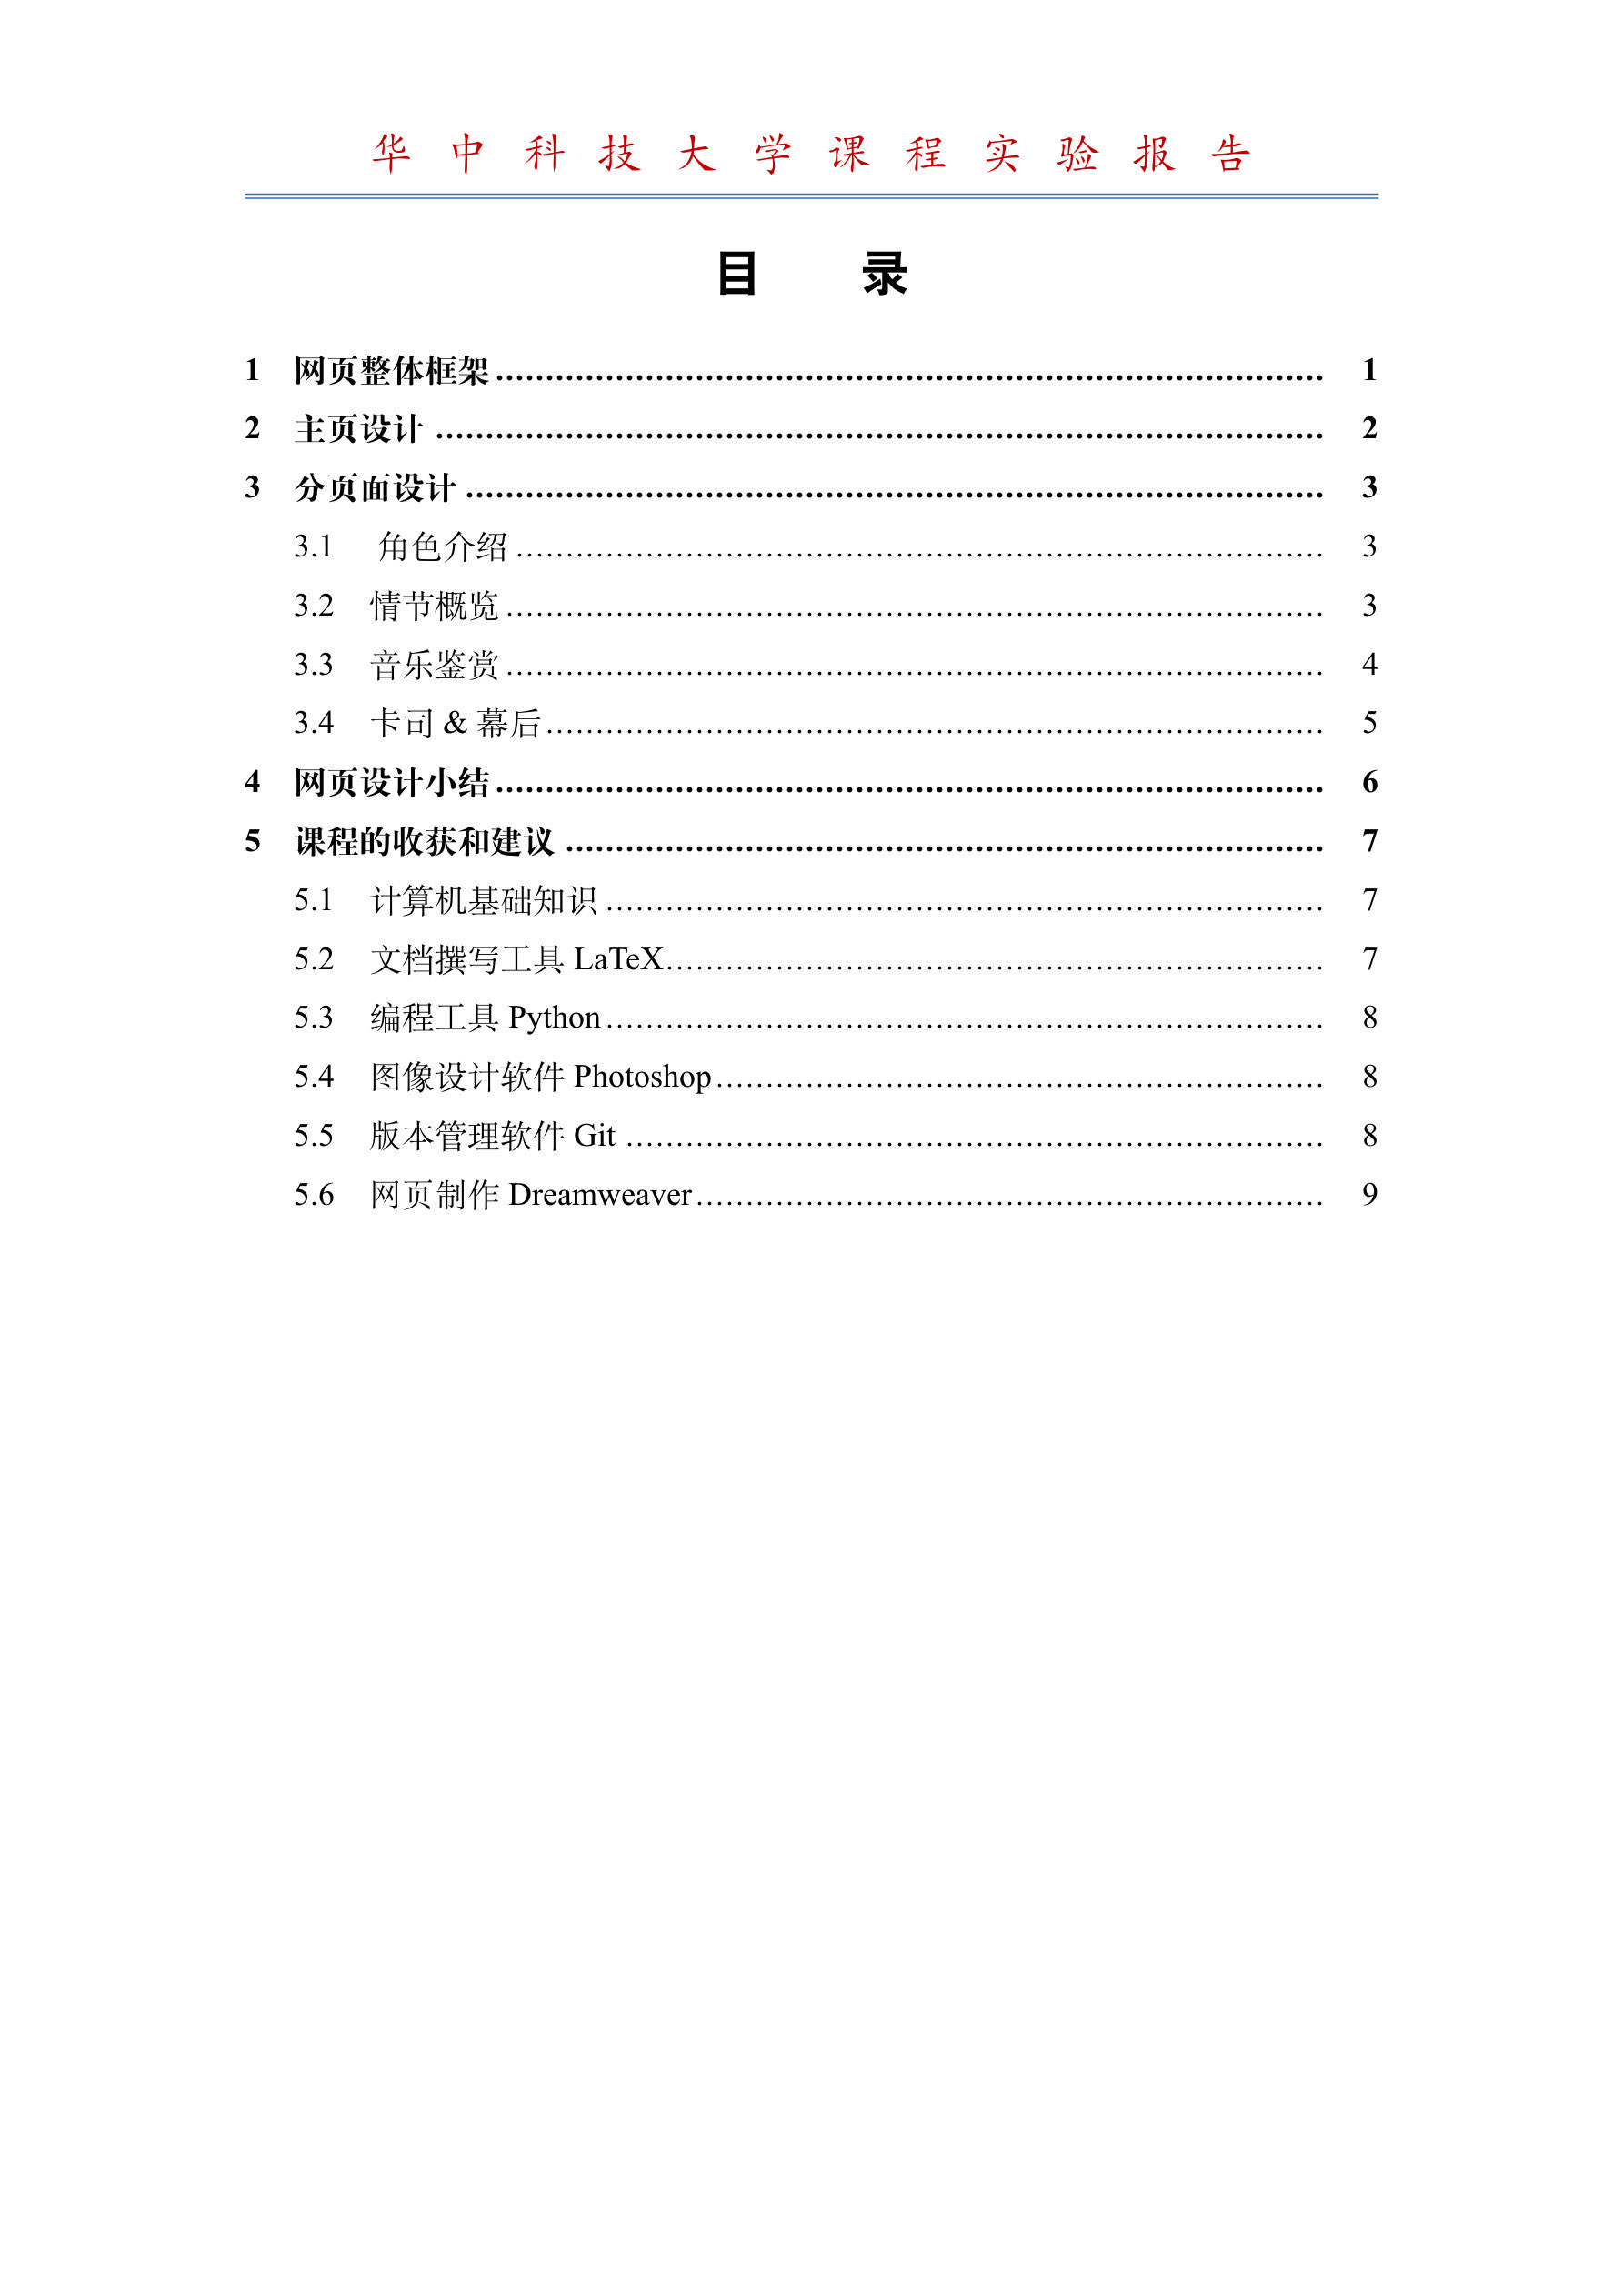 华中科技大学课程实验报告
目 录
1 网页整体框架 1
2 主页设计 2
3 分页面设计 3
3.1 角色介绍 3
3.2 情节概览 3
3.3 音乐鉴赏 4
3.4 卡司 & 幕后 5
4 网页设计小结 6
5 课程的收获和建议 7
5.1 计算机基础知识 7
5.2 文档撰写工具 LaTeX 7
5.3 编程工具 Python 8
5.4 图像设计软件 Photoshop 8
5.5 版本管理软件 Git 8
5.6 网页制作 Dreamweaver 9